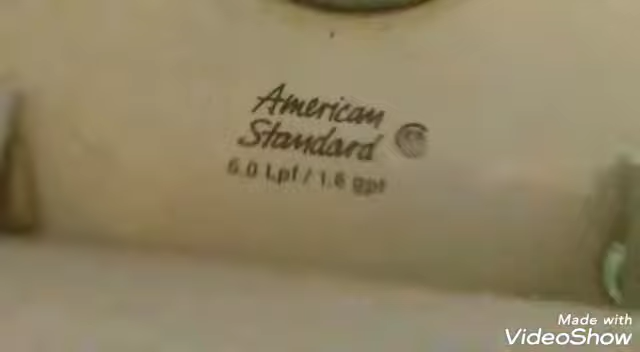 American
Standard
6.0 Lpf / 1.6 gpf
Made with
VideoShow